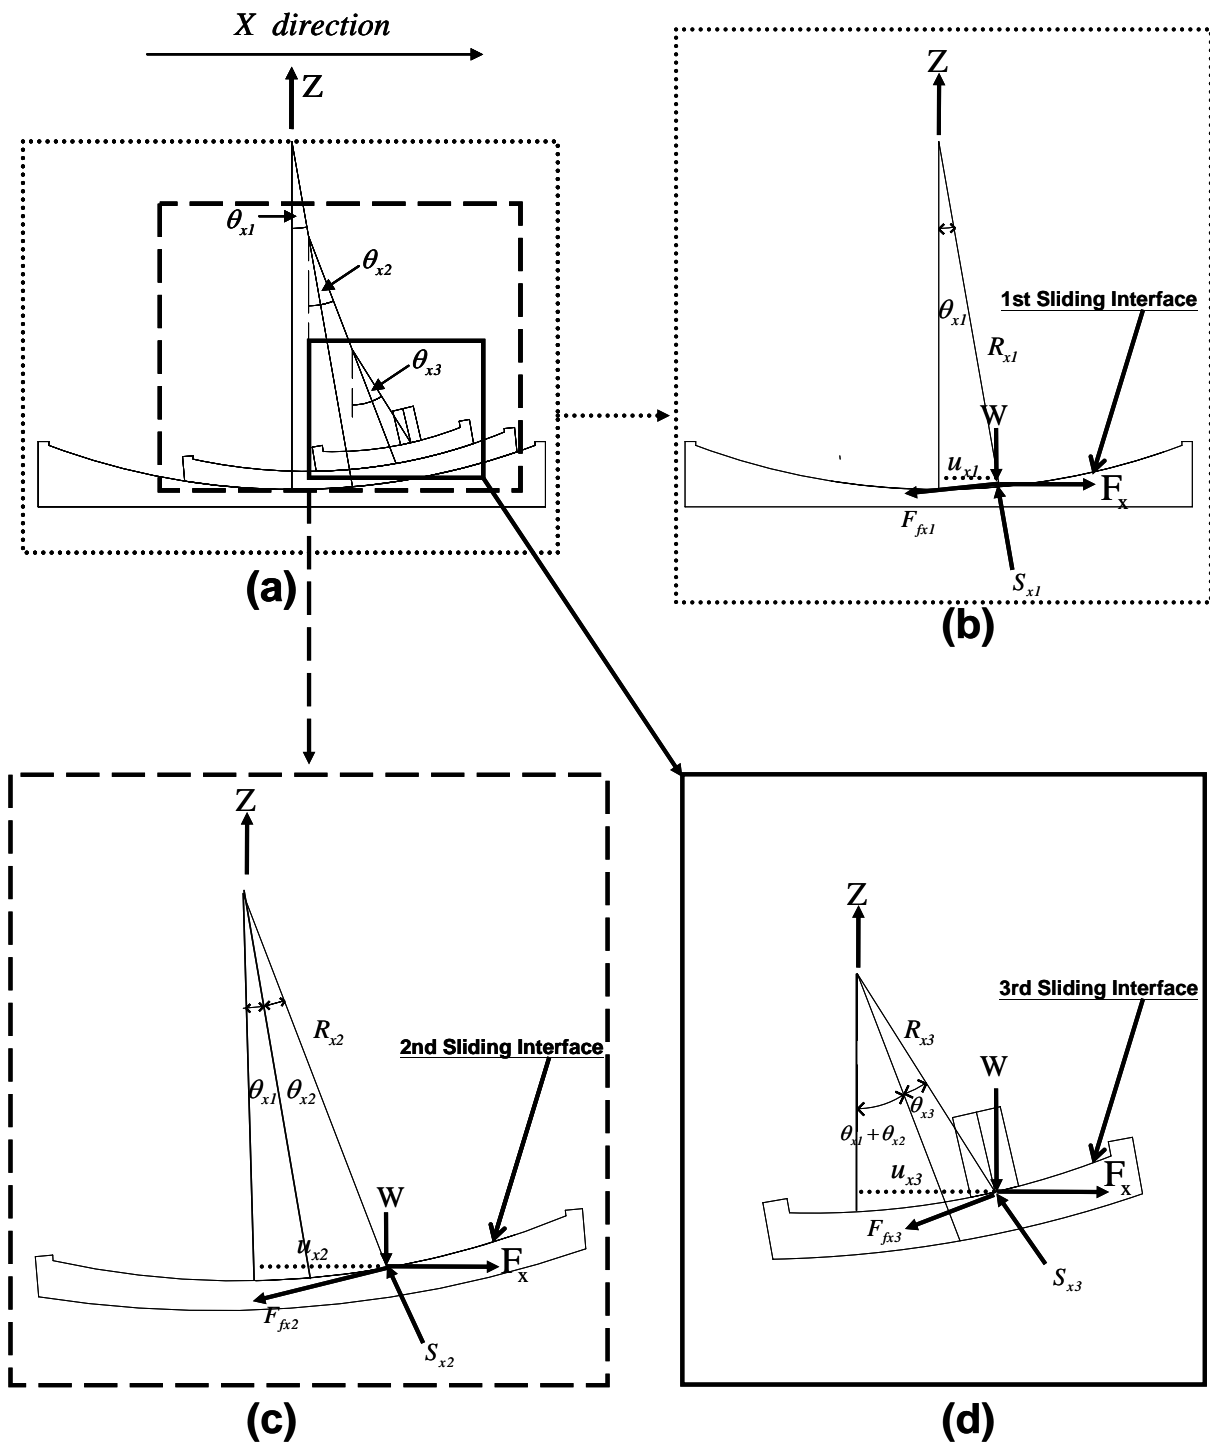 X direction
Z
θx1
θx2
θx3
(a)
Z
1st Sliding Interface
θx1
Rx1
W
ux1
Fx
Ffx1
Sx1
(b)
Z
Rx2
2nd Sliding Interface
θx1 θx2
W
ux2
Fx
Ffx2
Sx2
(c)
Z
3rd Sliding Interface
Rx3
W
θx3
θx1 + θx2
ux3
Fx
Ffx3
Sx3
(d)